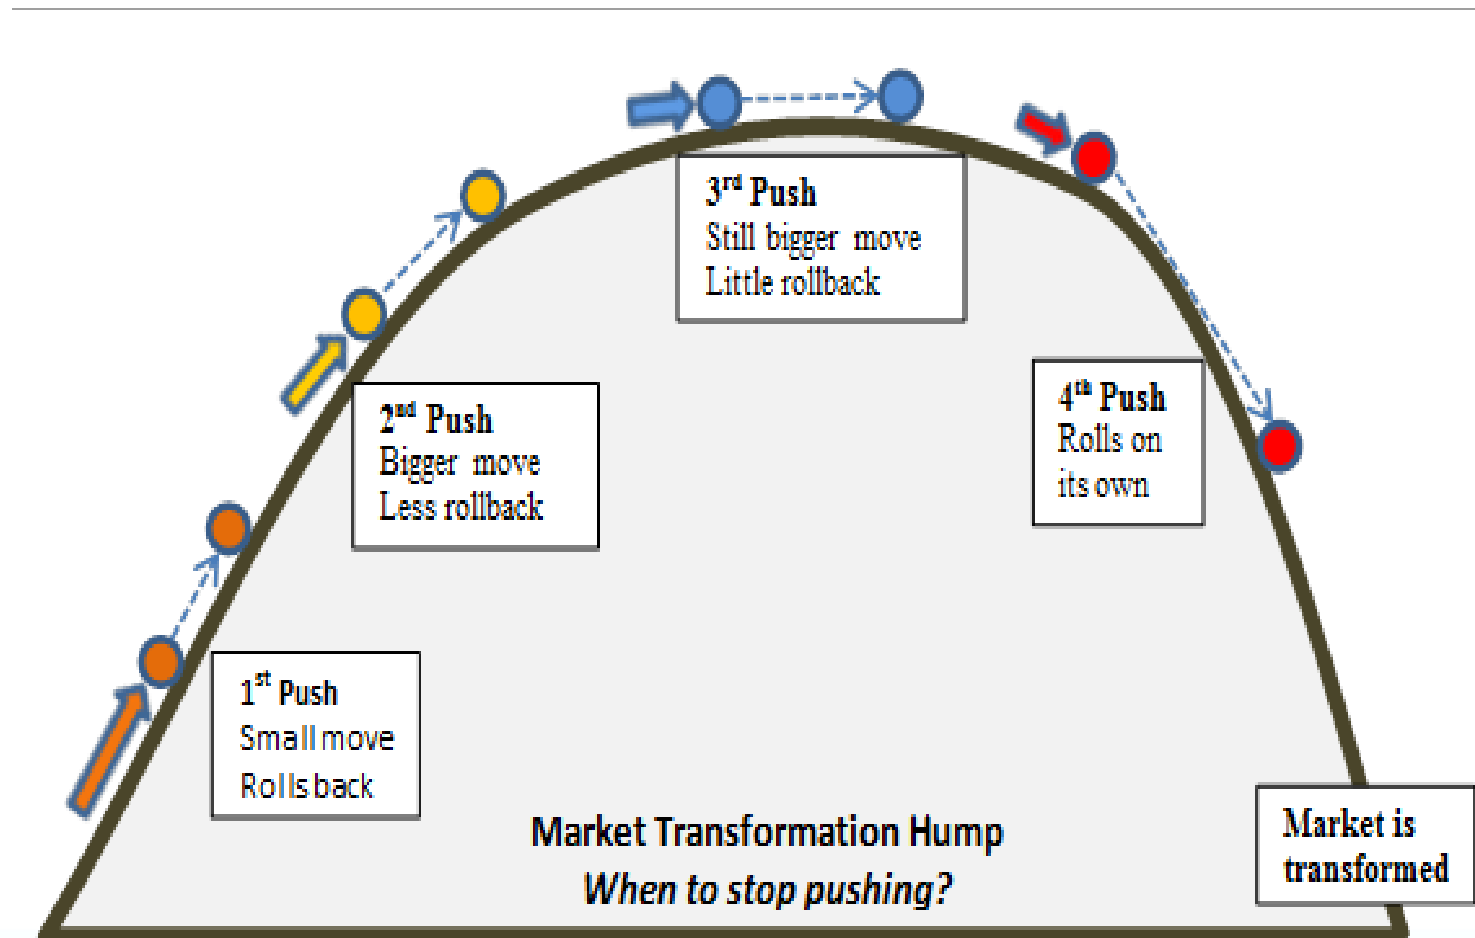 3rd Push
Still bigger move
Little rollback
4th Push
Rolls on
its own
2nd Push
Bigger move
Less rollback
1st Push
Small move
Rolls back
Market Transformation Hump
When to stop pushing?
Market is
transformed